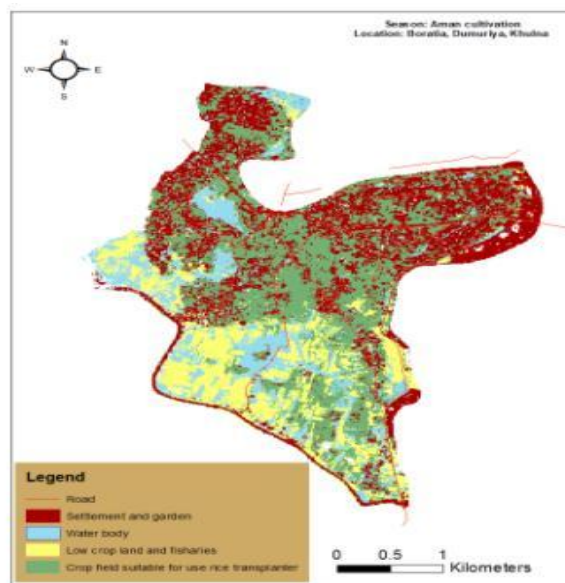 Season: Aman cultivation
Location: Boratia, Dumuriya, Khulna
N
W E
S
Legend
Road
Settlement and garden
Water body
Low crop land and fisharies
Crop field suitable for use rice transplanter
0 0.5 1
Kilometers